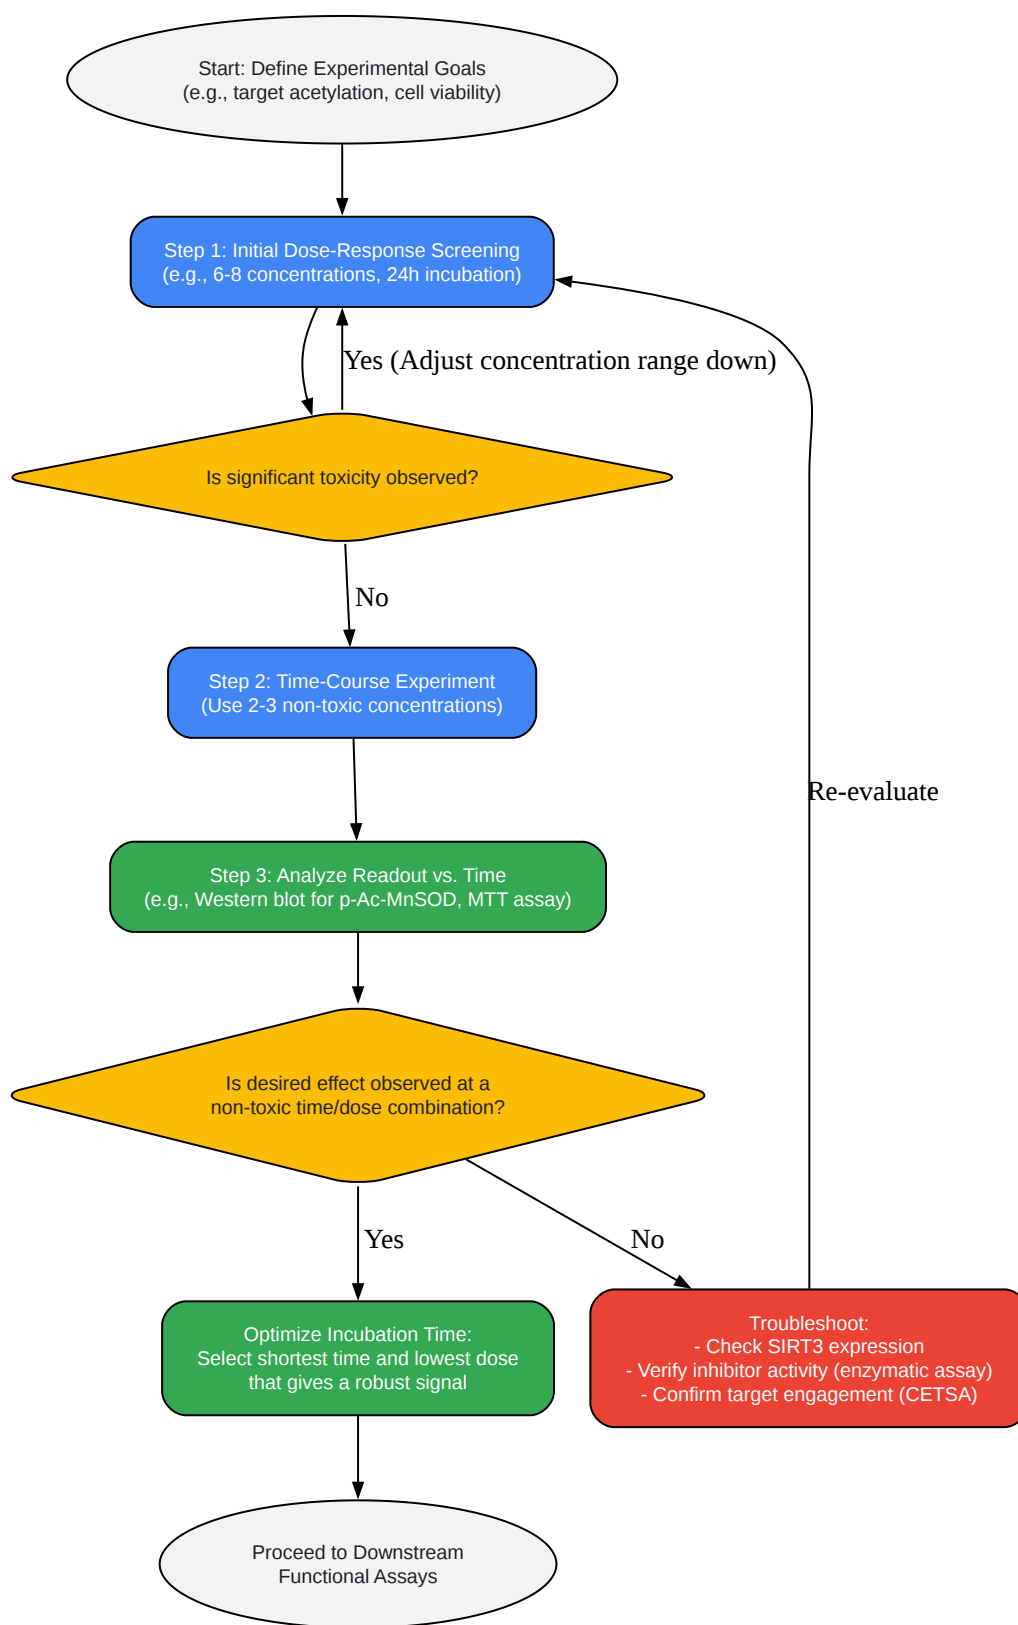 Start: Define Experimental Goals
(e.g., target acetylation, cell viability)
Step 1: Initial Dose-Response Screening
(e.g., 6-8 concentrations, 24h incubation)
Yes (Adjust concentration range down)
Is significant toxicity observed?
No
Step 2: Time-Course Experiment
(Use 2-3 non-toxic concentrations)
Re-evaluate
Step 3: Analyze Readout vs. Time
(e.g., Western blot for p-Ac-MnSOD, MTT assay)
Is desired effect observed at a
non-toxic time/dose combination?
Yes
No
Optimize Incubation Time:
Select shortest time and lowest dose
that gives a robust signal
Troubleshoot:
- Check SIRT3 expression
- Verify inhibitor activity (enzymatic assay)
- Confirm target engagement (CETSA)
Proceed to Downstream
Functional Assays